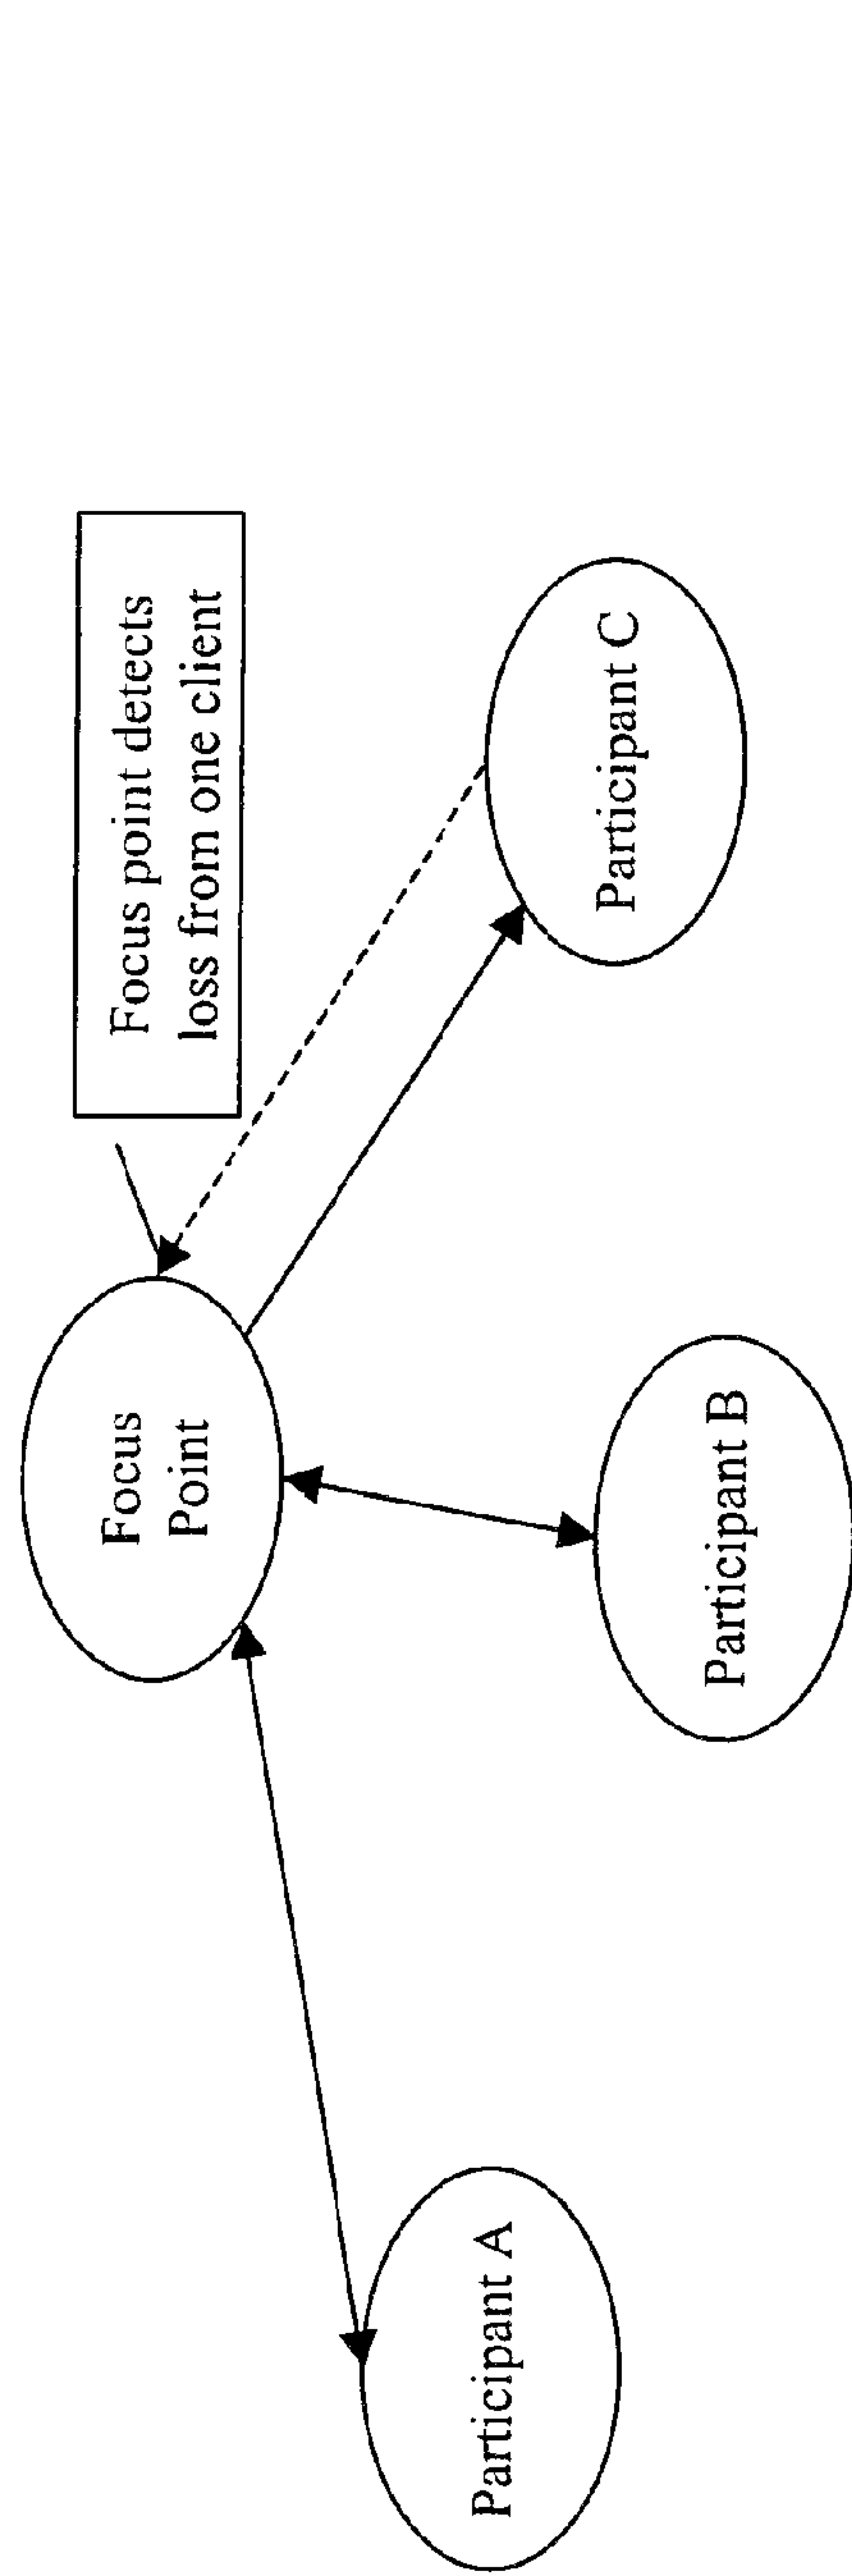 Focus point detects
loss from one client
Focus
Point
Participant A
Participant B
Participant C